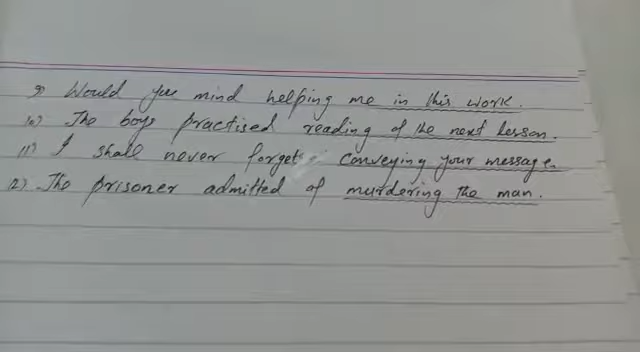 9) Would you mind helping me in this work.
10) The boys practised reading of the next lesson.
11) I shall never forget conveying your message.
12) The prisoner admitted of murdering the man.